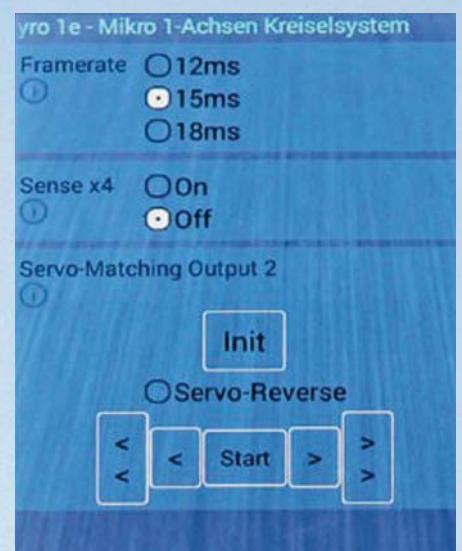 yro 1e - Mikro 1-Achsen Kreiselsystem
Framerate 12ms
15ms
18ms
Sense x4 On
Off
Servo-Matching Output 2
Init
Servo-Reverse
< < < Start > > >